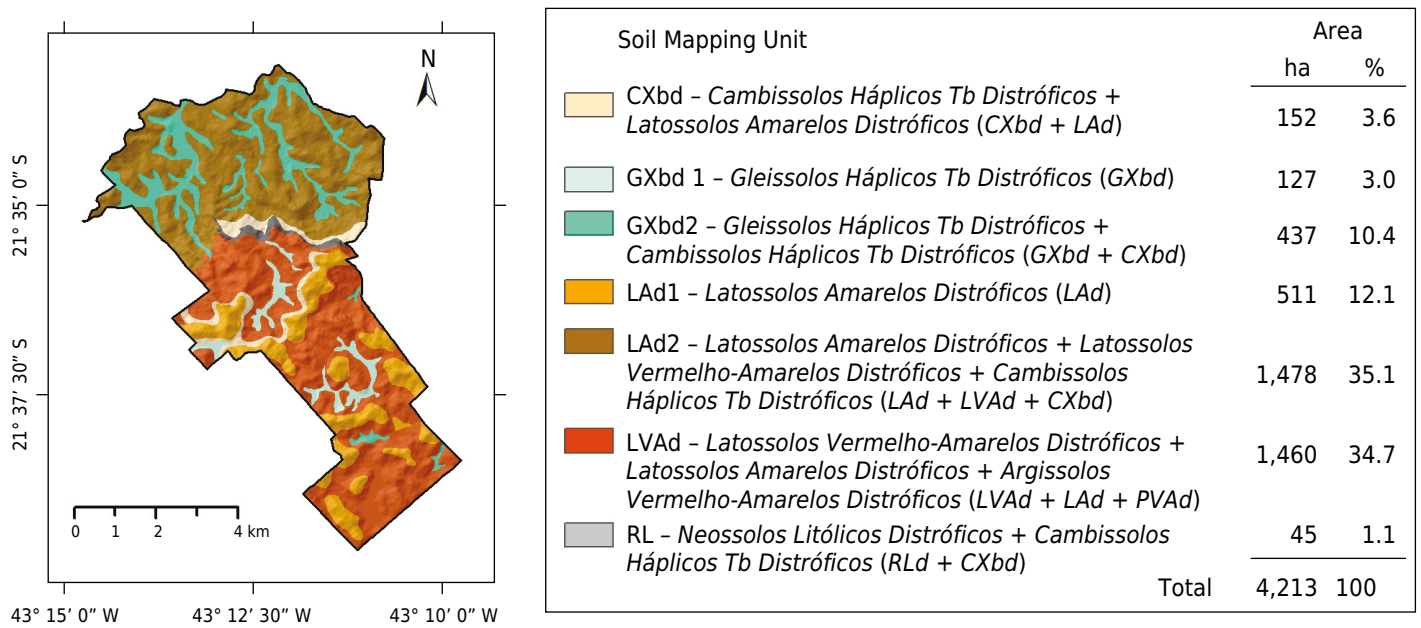 N
21° 35’ 0” S
21° 37’ 30” S
0 1 2 4 km
43° 15’ 0” W 43° 12’ 30” W 43° 10’ 0” W
Soil Mapping Unit
Area
ha %
CXbd – Cambissolos Háplicos Tb Distróficos +
Latossolos Amarelos Distróficos (CXbd + LAd)
152 3.6
GXbd 1 – Gleissolos Háplicos Tb Distróficos (GXbd)
127 3.0
GXbd2 – Gleissolos Háplicos Tb Distróficos +
Cambissolos Háplicos Tb Distróficos (GXbd + CXbd)
437 10.4
LAd1 – Latossolos Amarelos Distróficos (LAd)
511 12.1
LAd2 – Latossolos Amarelos Distróficos + Latossolos
Vermelho-Amarelos Distróficos + Cambissolos
Háplicos Tb Distróficos (LAd + LVAd + CXbd)
1,478 35.1
LVAd – Latossolos Vermelho-Amarelos Distróficos +
Latossolos Amarelos Distróficos + Argissolos
Vermelho-Amarelos Distróficos (LVAd + LAd + PVAd)
1,460 34.7
RL – Neossolos Litólicos Distróficos + Cambissolos
Háplicos Tb Distróficos (RLd + CXbd)
45 1.1
Total 4,213 100